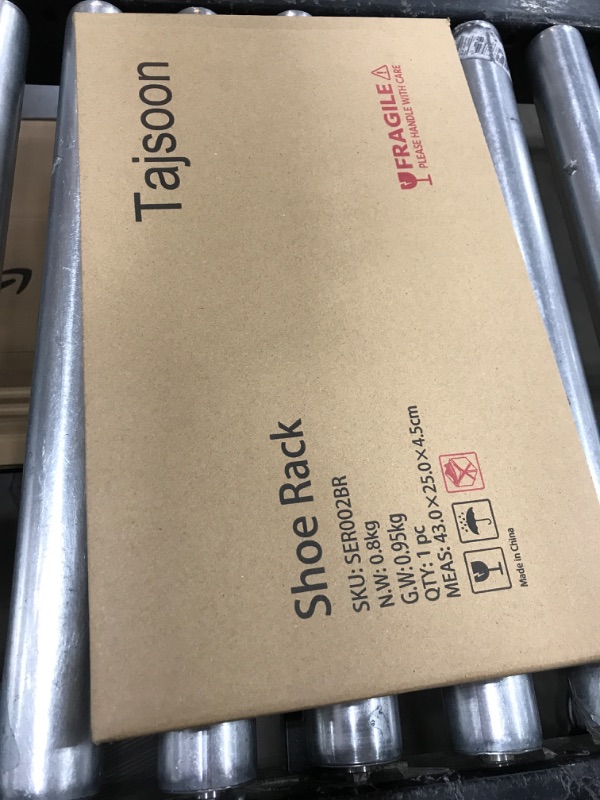 Tajsoon
FRAGILE
PLEASE HANDLE WITH CARE
Shoe Rack
SKU: SER002BR
N.W: 0.8kg
G.W: 0.95kg
QTY: 1 pc
MEAS: 43.0×25.0×4.5cm
Made in China